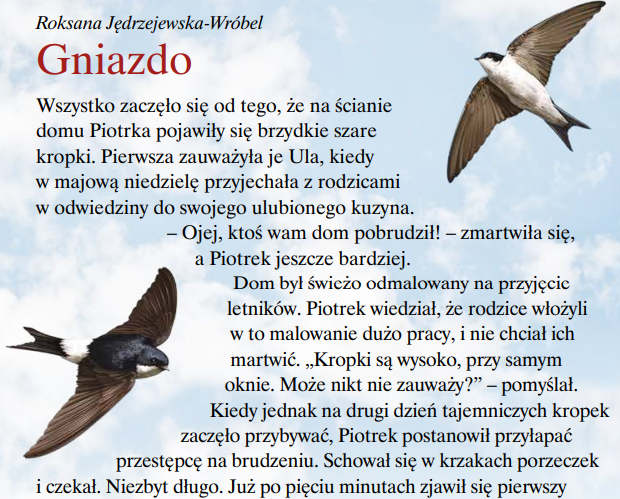 Roksana Jędrzejewska-Wróbel
Gniazdo
Wszystko zaczęło się od tego, że na ścianie
domu Piotrka pojawiły się brzydkie szare
kropki. Pierwsza zauważyła je Ula, kiedy
w majową niedzielę przyjechała z rodzicami
w odwiedziny do swojego ulubionego kuzyna.
– Ojej, ktoś wam dom pobrudził! – zmartwiła się,
a Piotrek jeszcze bardziej.
Dom był świeżo odmalowany na przyjęcie
letników. Piotrek wiedział, że rodzice włożyli
w to malowanie dużo pracy, i nie chciał ich
martwić. „Kropki są wysoko, przy samym
oknie. Może nikt nie zauważy?” – pomyślał.
Kiedy jednak na drugi dzień tajemniczych kropek
zaczęło przybywać, Piotrek postanowił przyłapać
przestępcę na brudzeniu. Schował się w krzakach porzeczek
i czekał. Niezbyt długo. Już po pięciu minutach zjawił się pierwszy